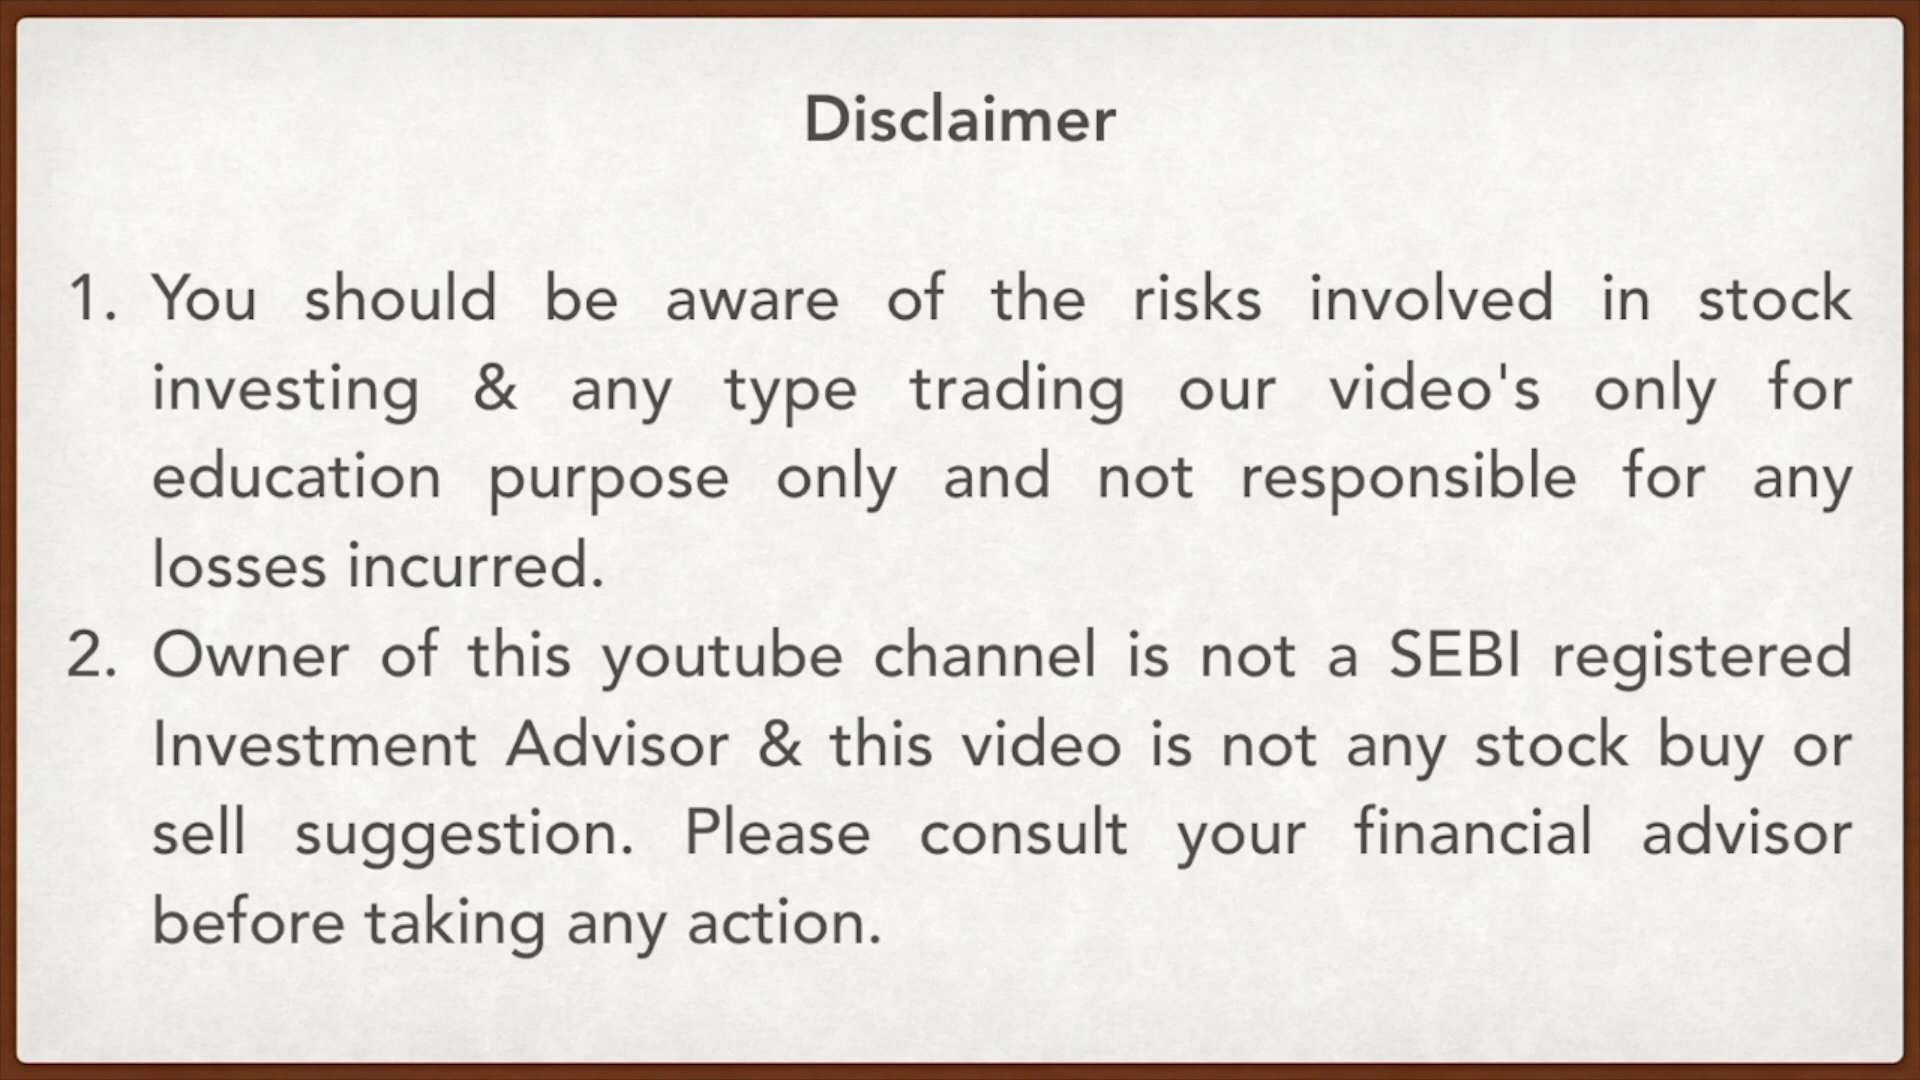 Disclaimer
1. You should be aware of the risks involved in stock
investing & any type trading our video's only for
education purpose only and not responsible for any
losses incurred.
2. Owner of this youtube channel is not a SEBI registered
Investment Advisor & this video is not any stock buy or
sell suggestion. Please consult your financial advisor
before taking any action.